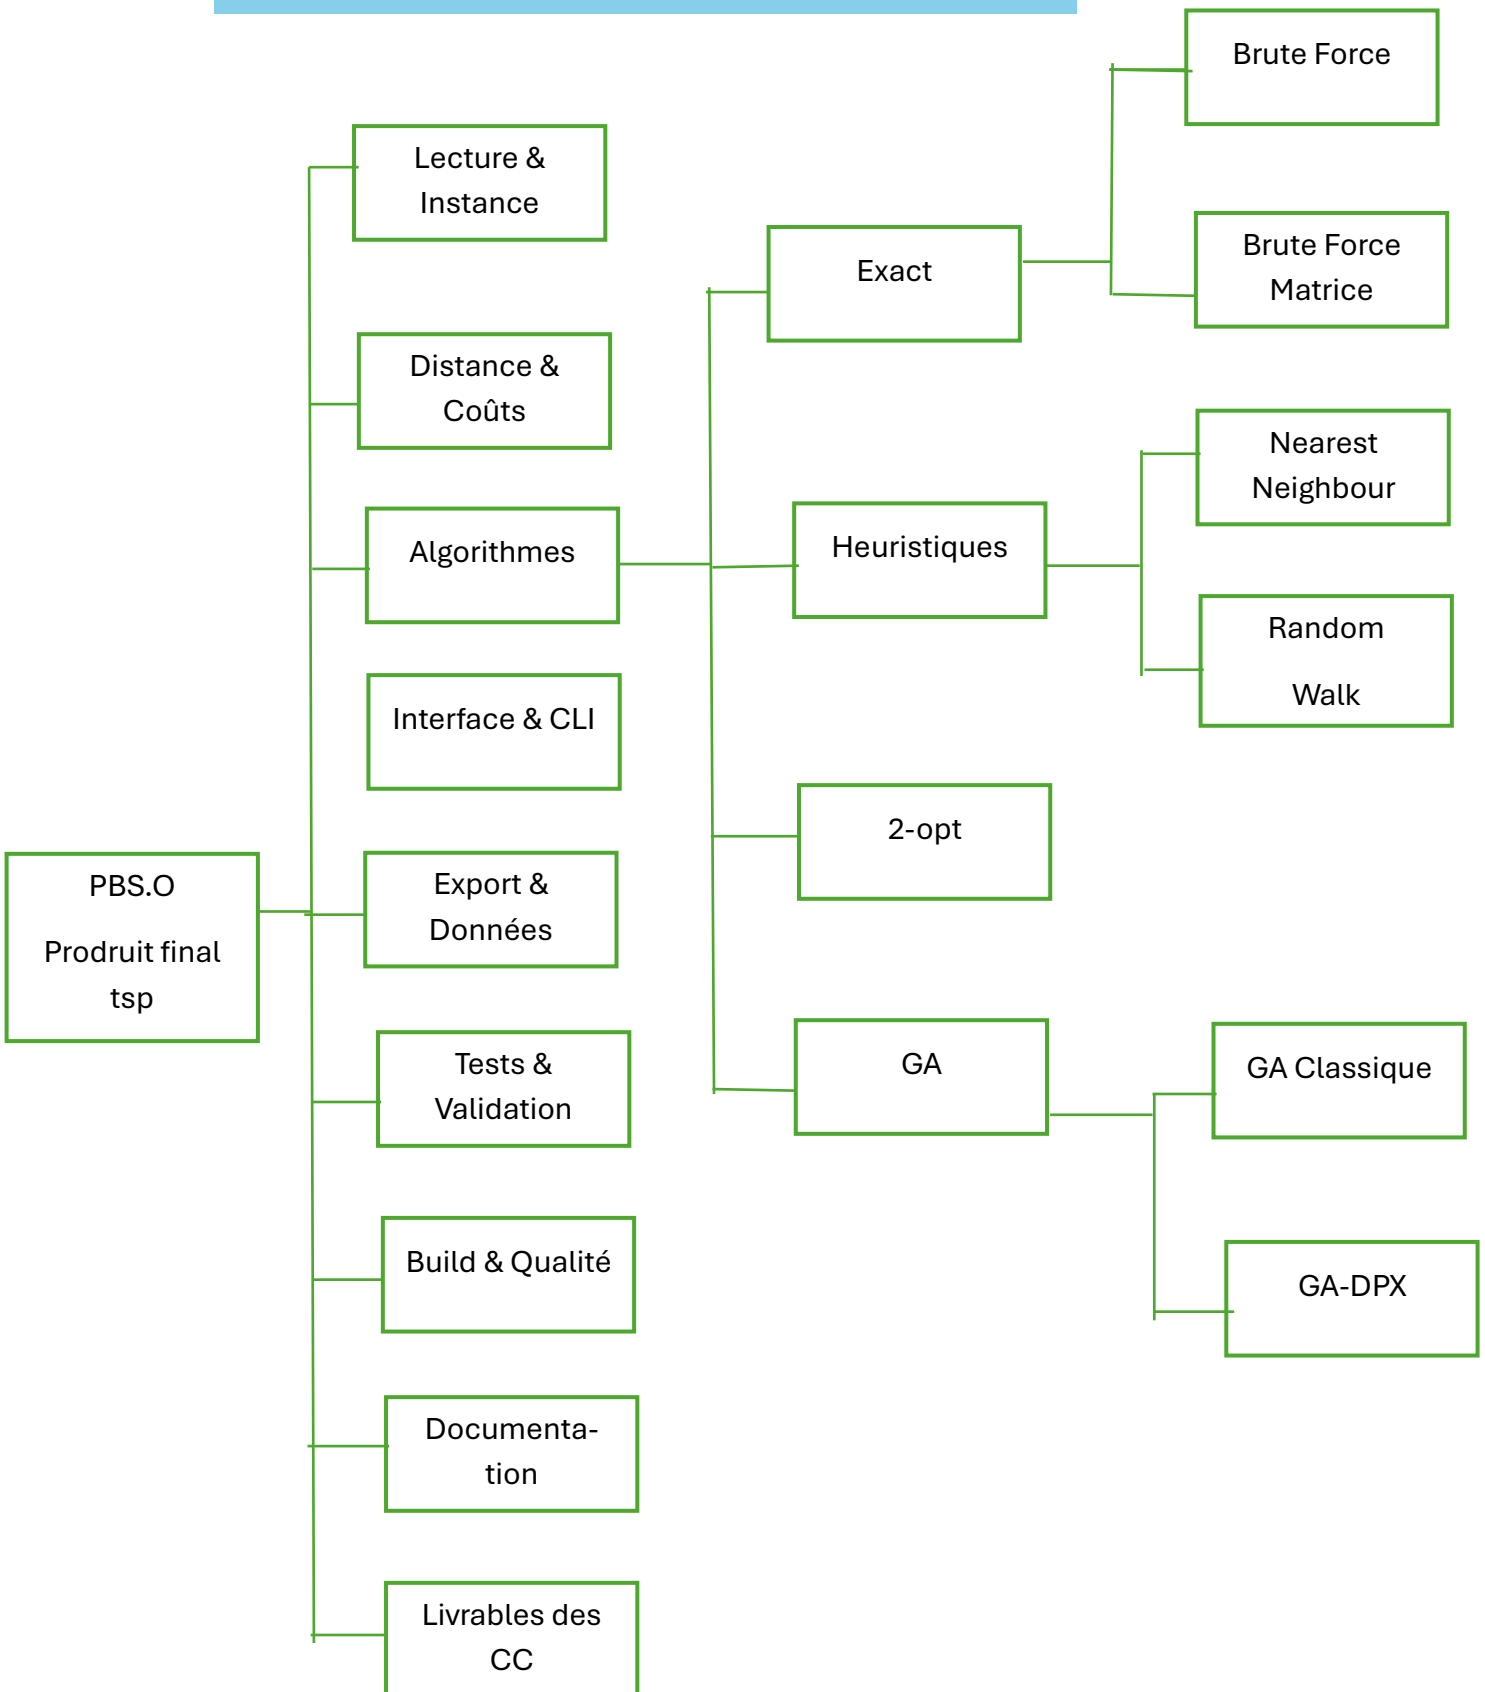 PBS.O
Prodruit final
tsp
Lecture &
Instance
Distance &
Coûts
Algorithmes
Interface & CLI
Export &
Données
Tests &
Validation
Build & Qualité
Documenta-
tion
Livrables des
CC
Exact
Heuristiques
2-opt
GA
Brute Force
Brute Force
Matrice
Nearest
Neighbour
Random
Walk
GA Classique
GA-DPX